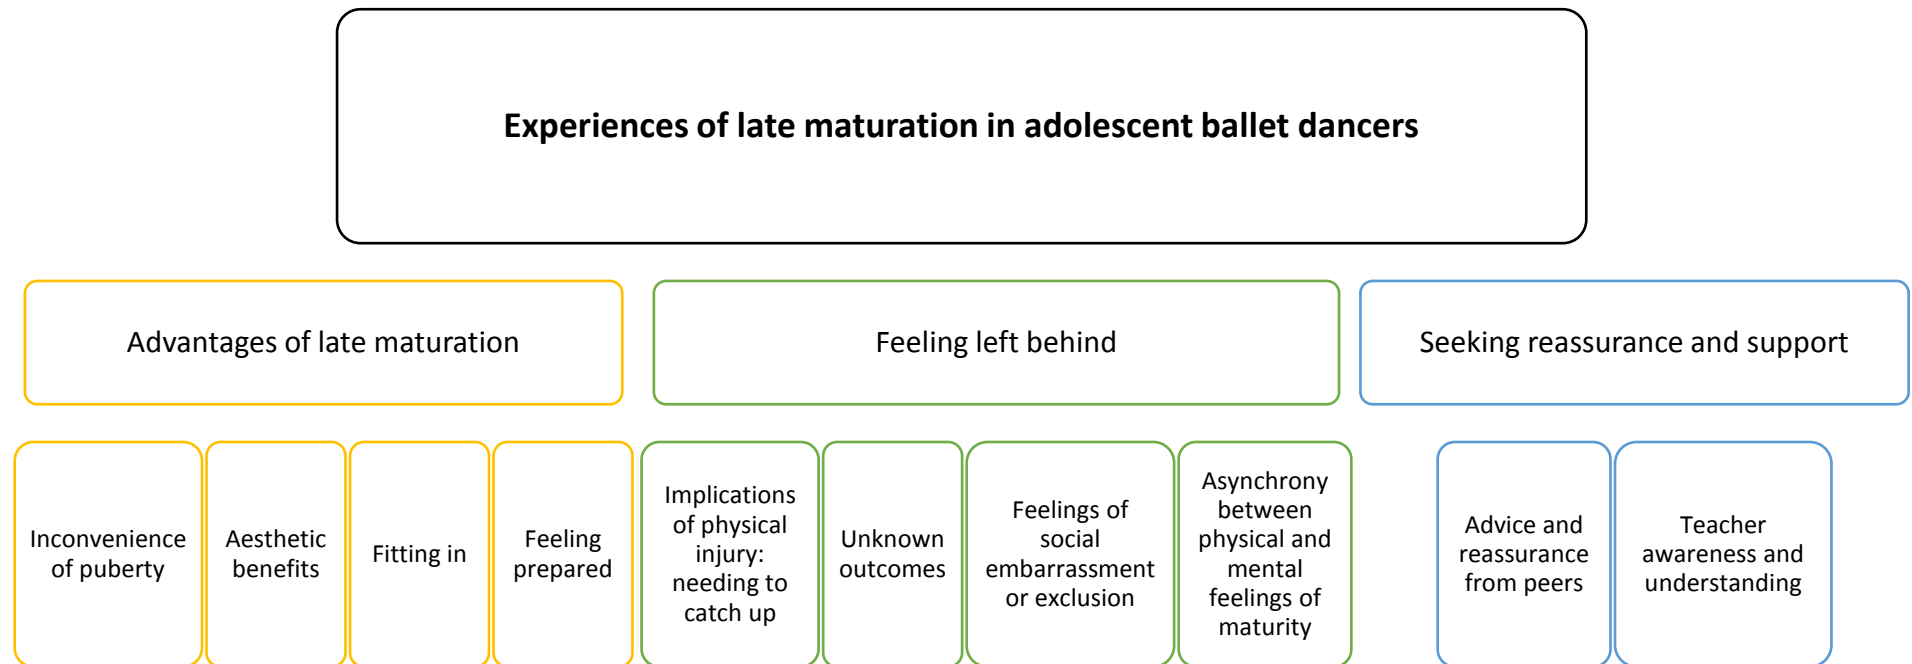 Experiences of late maturation in adolescent ballet dancers
Advantages of late maturation
Feeling left behind
Seeking reassurance and support
Inconvenience
of puberty
Aesthetic
benefits
Fitting in
Feeling
prepared
Implications
of physical
injury:
needing to
catch up
Unknown
outcomes
Feelings of
social
embarrassment
or exclusion
Asynchrony
between
physical and
mental
feelings of
maturity
Advice and
reassurance
from peers
Teacher
awareness and
understanding